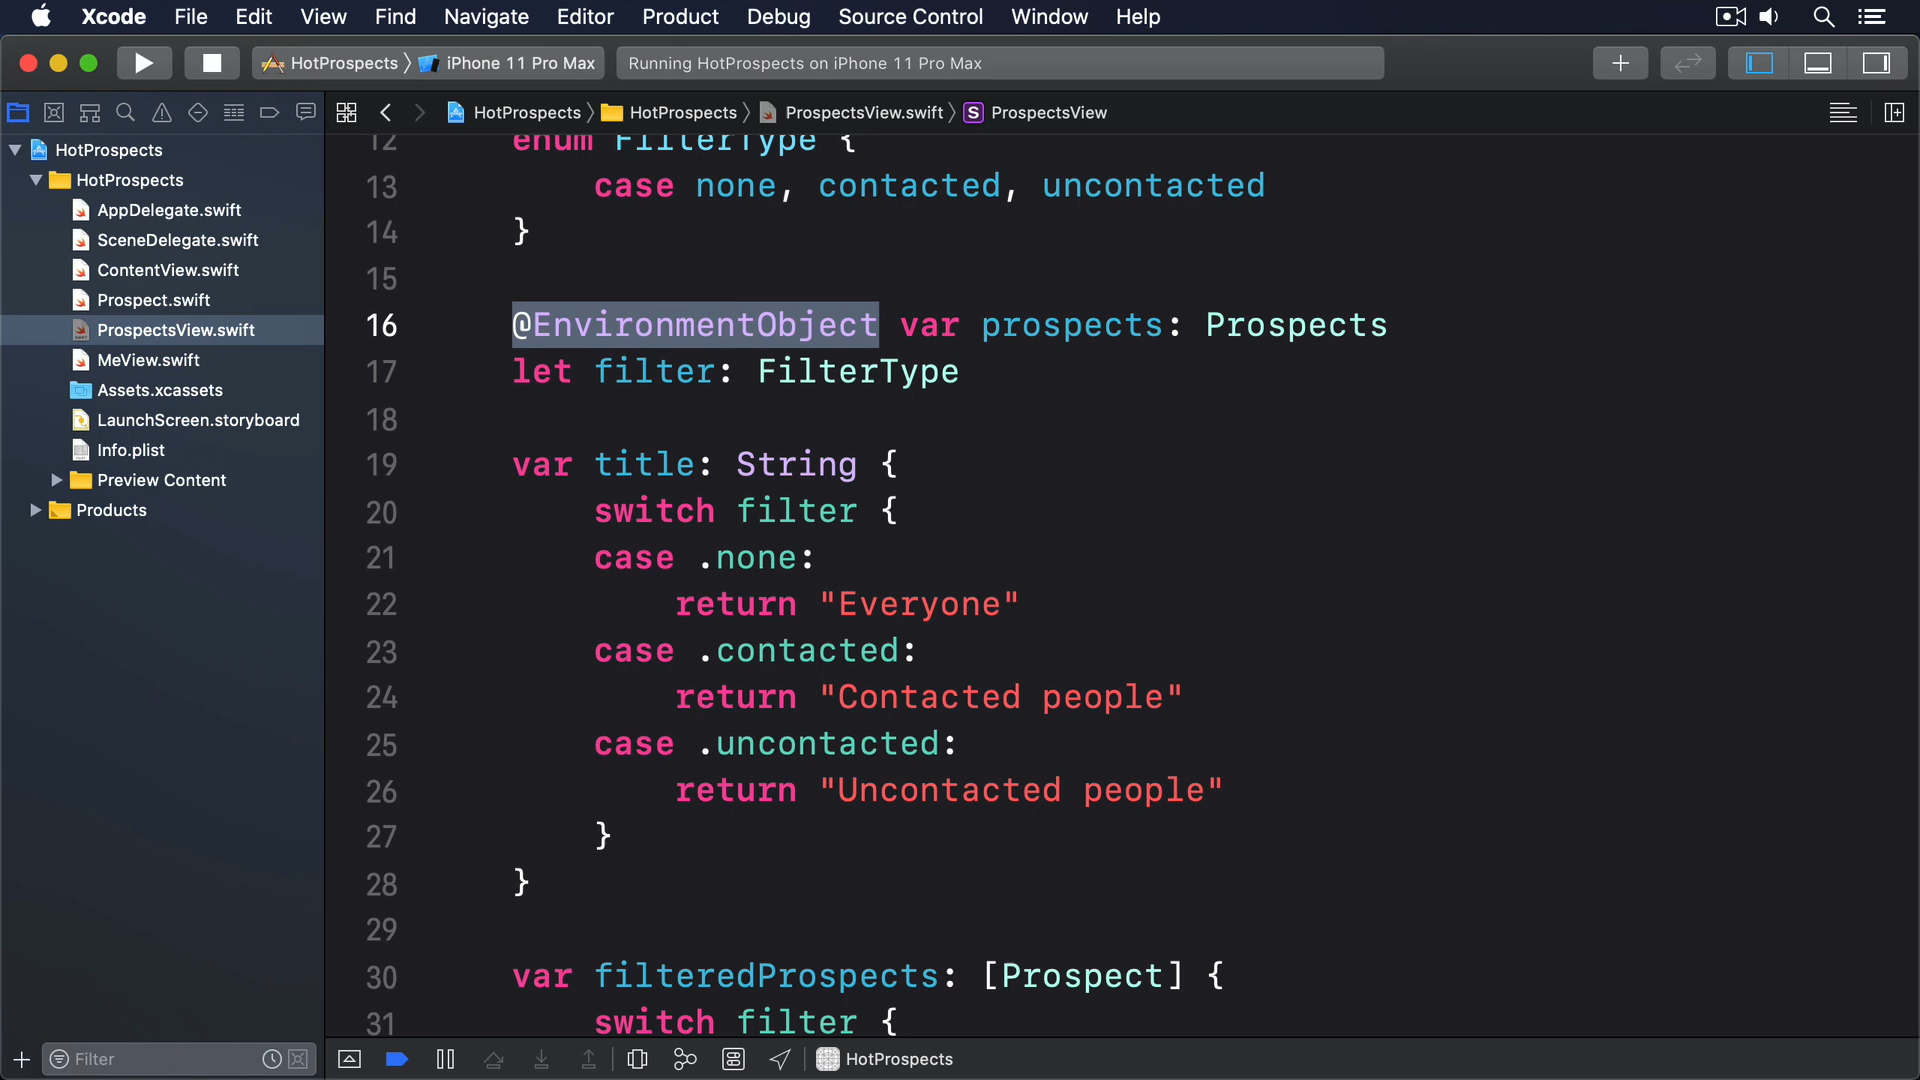 Xcode File Edit View Find Navigate Editor Product Debug Source Control Window Help
HotProspects iPhone 11 Pro Max Running HotProspects on iPhone 11 Pro Max
HotProspects HotProspects ProspectsView.swift S ProspectsView
HotProspects
HotProspects
AppDelegate.swift
SceneDelegate.swift
ContentView.swift
Prospect.swift
ProspectsView.swift
MeView.swift
Assets.xcassets
LaunchScreen.storyboard
Info.plist
Preview Content
Products
12 enum FilterType {
13 case none, contacted, uncontacted
14 }
15
16 @EnvironmentObject var prospects: Prospects
17 let filter: FilterType
18
19 var title: String {
20 switch filter {
21 case .none:
22 return "Everyone"
23 case .contacted:
24 return "Contacted people"
25 case .uncontacted:
26 return "Uncontacted people"
27 }
28 }
29
30 var filteredProspects: [Prospect] {
31 switch filter {
Filter HotProspects